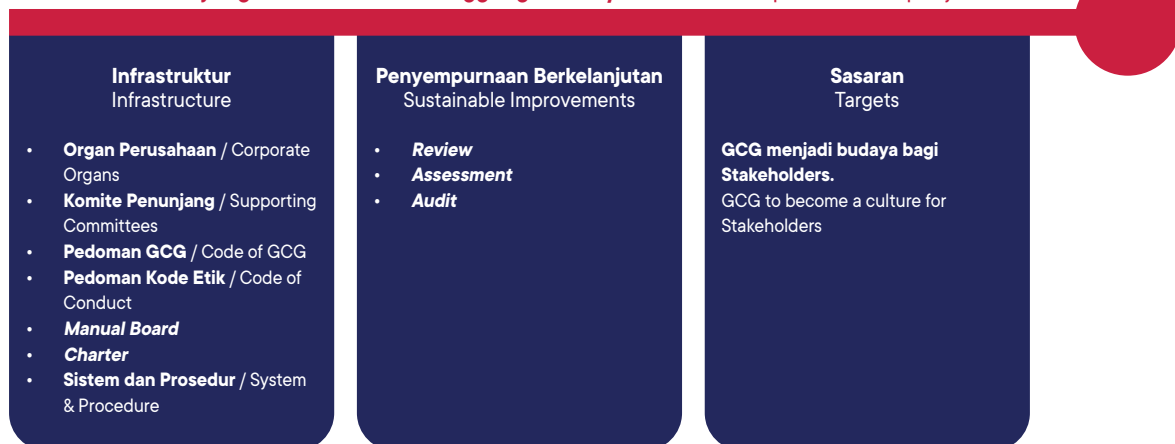 Infrastruktur
Infrastructure
• Organ Perusahaan / Corporate
Organs
• Komite Penunjang / Supporting
Committees
• Pedoman GCG / Code of GCG
• Pedoman Kode Etik / Code of
Conduct
• Manual Board
• Charter
• Sistem dan Prosedur / System
& Procedure
Penyempurnaan Berkelanjutan
Sustainable Improvements
• Review
• Assessment
• Audit
Sasaran
Targets
GCG menjadi budaya bagi
Stakeholders.
GCG to become a culture for
Stakeholders